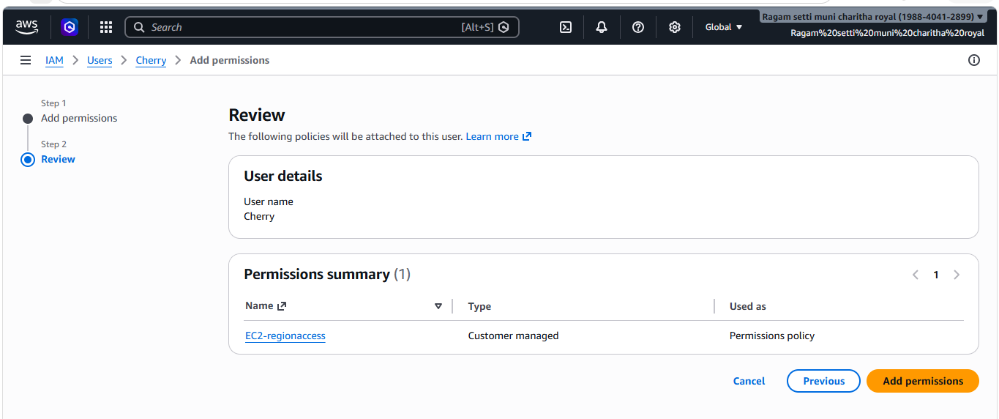 aws
Search
[Alt+S]
Global
Ragam setti muni charitha royal (1988-4041-2899)
Ragam%20setti%20muni%20charitha%20royal
IAM
Users
Cherry
Add permissions
Step 1
Add permissions
Step 2
Review
Review
The following policies will be attached to this user. Learn more
User details
User name
Cherry
Permissions summary (1)
1
Name
Type
Used as
EC2-regionaccess
Customer managed
Permissions policy
Cancel
Previous
Add permissions